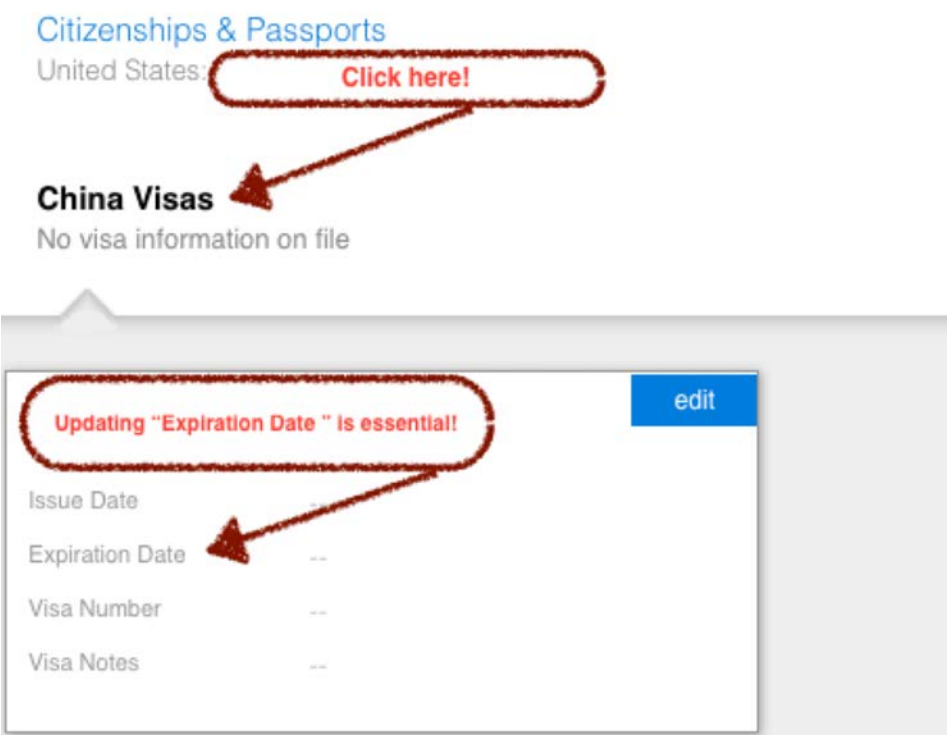 Citizenships & Passports
United States:
Click here!
China Visas
No visa information on file
edit
Updating “Expiration Date ” is essential!
Issue Date --
Expiration Date --
Visa Number --
Visa Notes --